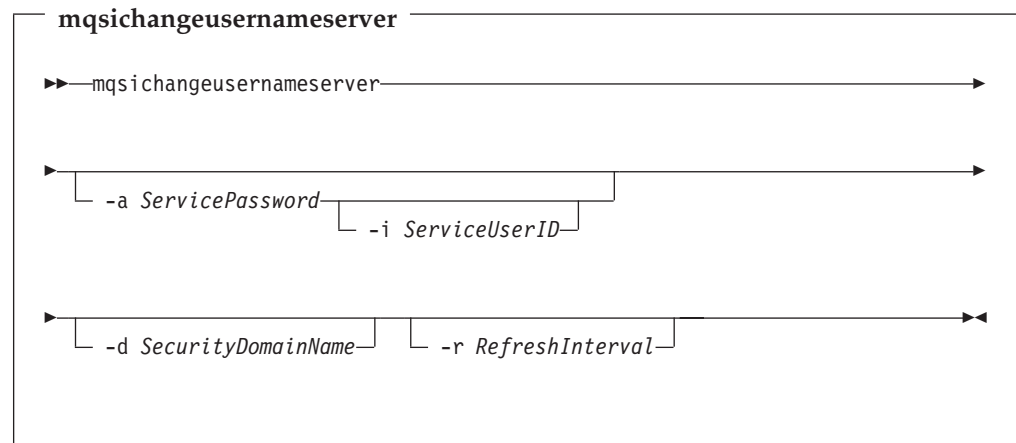 mqsichangeusernameserver
mqsichangeusernameserver
-a ServicePassword
-i ServiceUserID
-d SecurityDomainName -r RefreshInterval